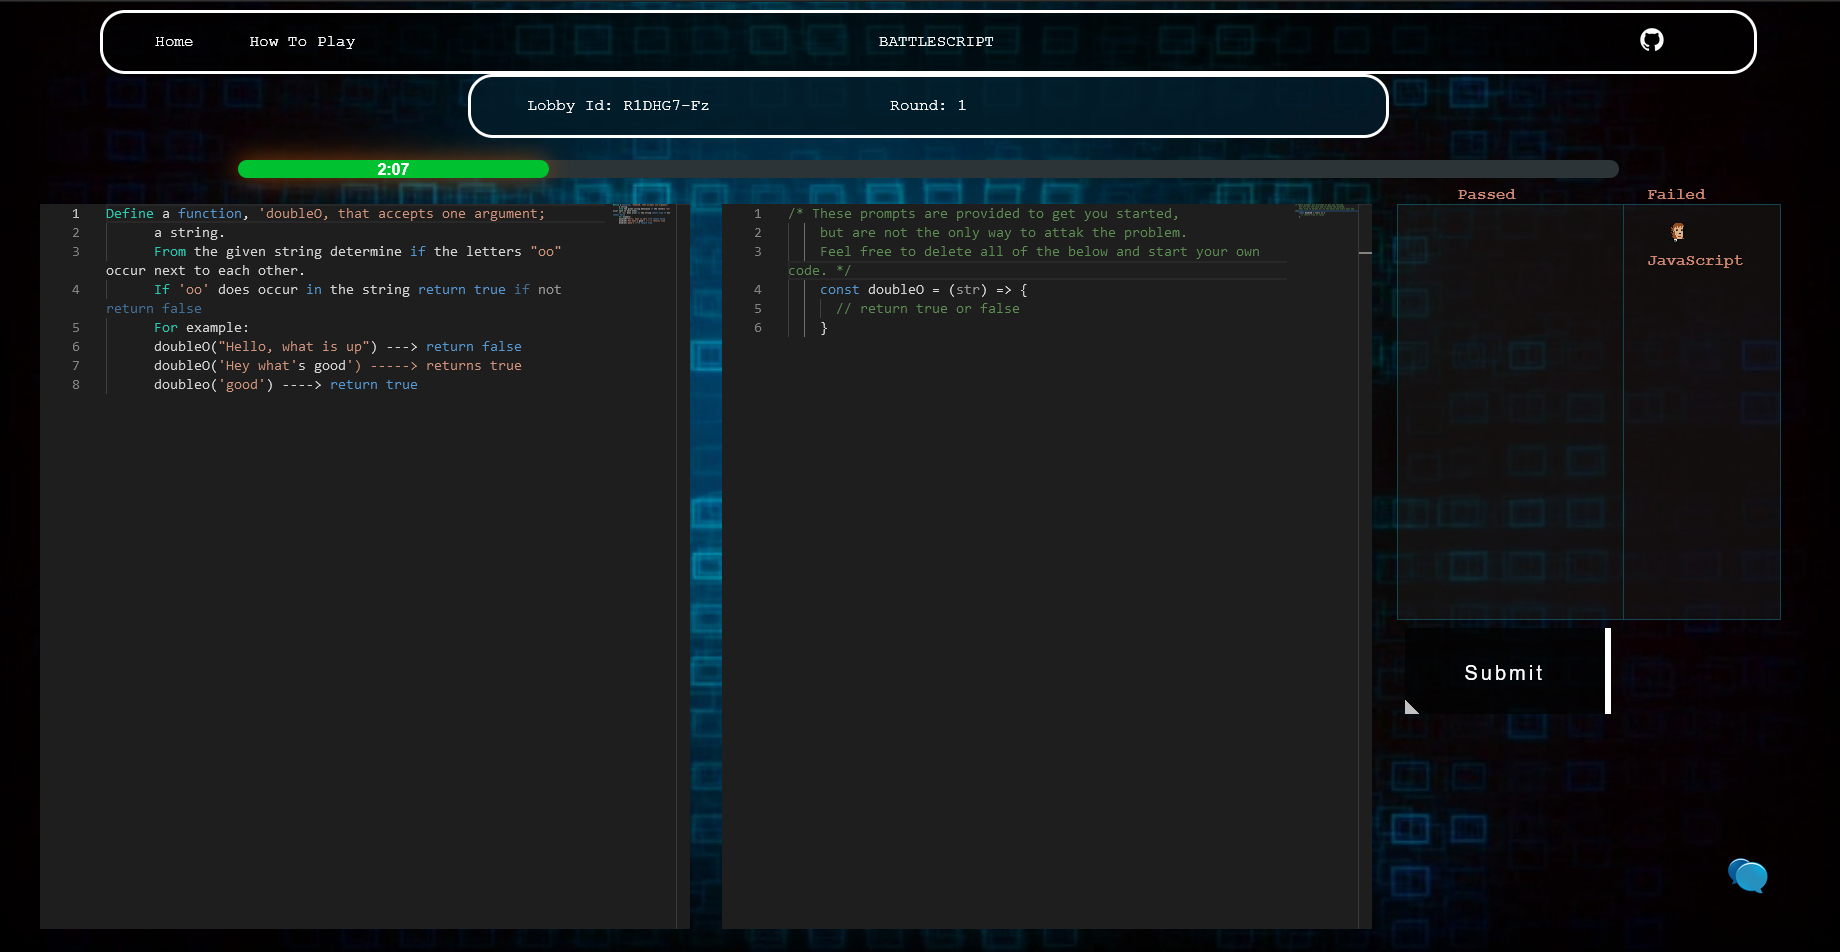 Home How To Play BATTLESCRIPT
Lobby Id: R1DHG7-Fz Round: 1
2:07
Passed Failed
1 Define a function, 'doubleO, that accepts one argument;
2 a string.
3 From the given string determine if the letters "oo"
occur next to each other.
4 If 'oo' does occur in the string return true if not
return false
5 For example:
6 doubleO("Hello, what is up") ---> return false
7 doubleO('Hey what's good') -----> returns true
8 doubleo('good') ----> return true
1 /* These prompts are provided to get you started,
2 but are not the only way to attak the problem.
3 Feel free to delete all of the below and start your own
code. */
4 const doubleO = (str) => {
5 // return true or false
6 }
JavaScript
Submit